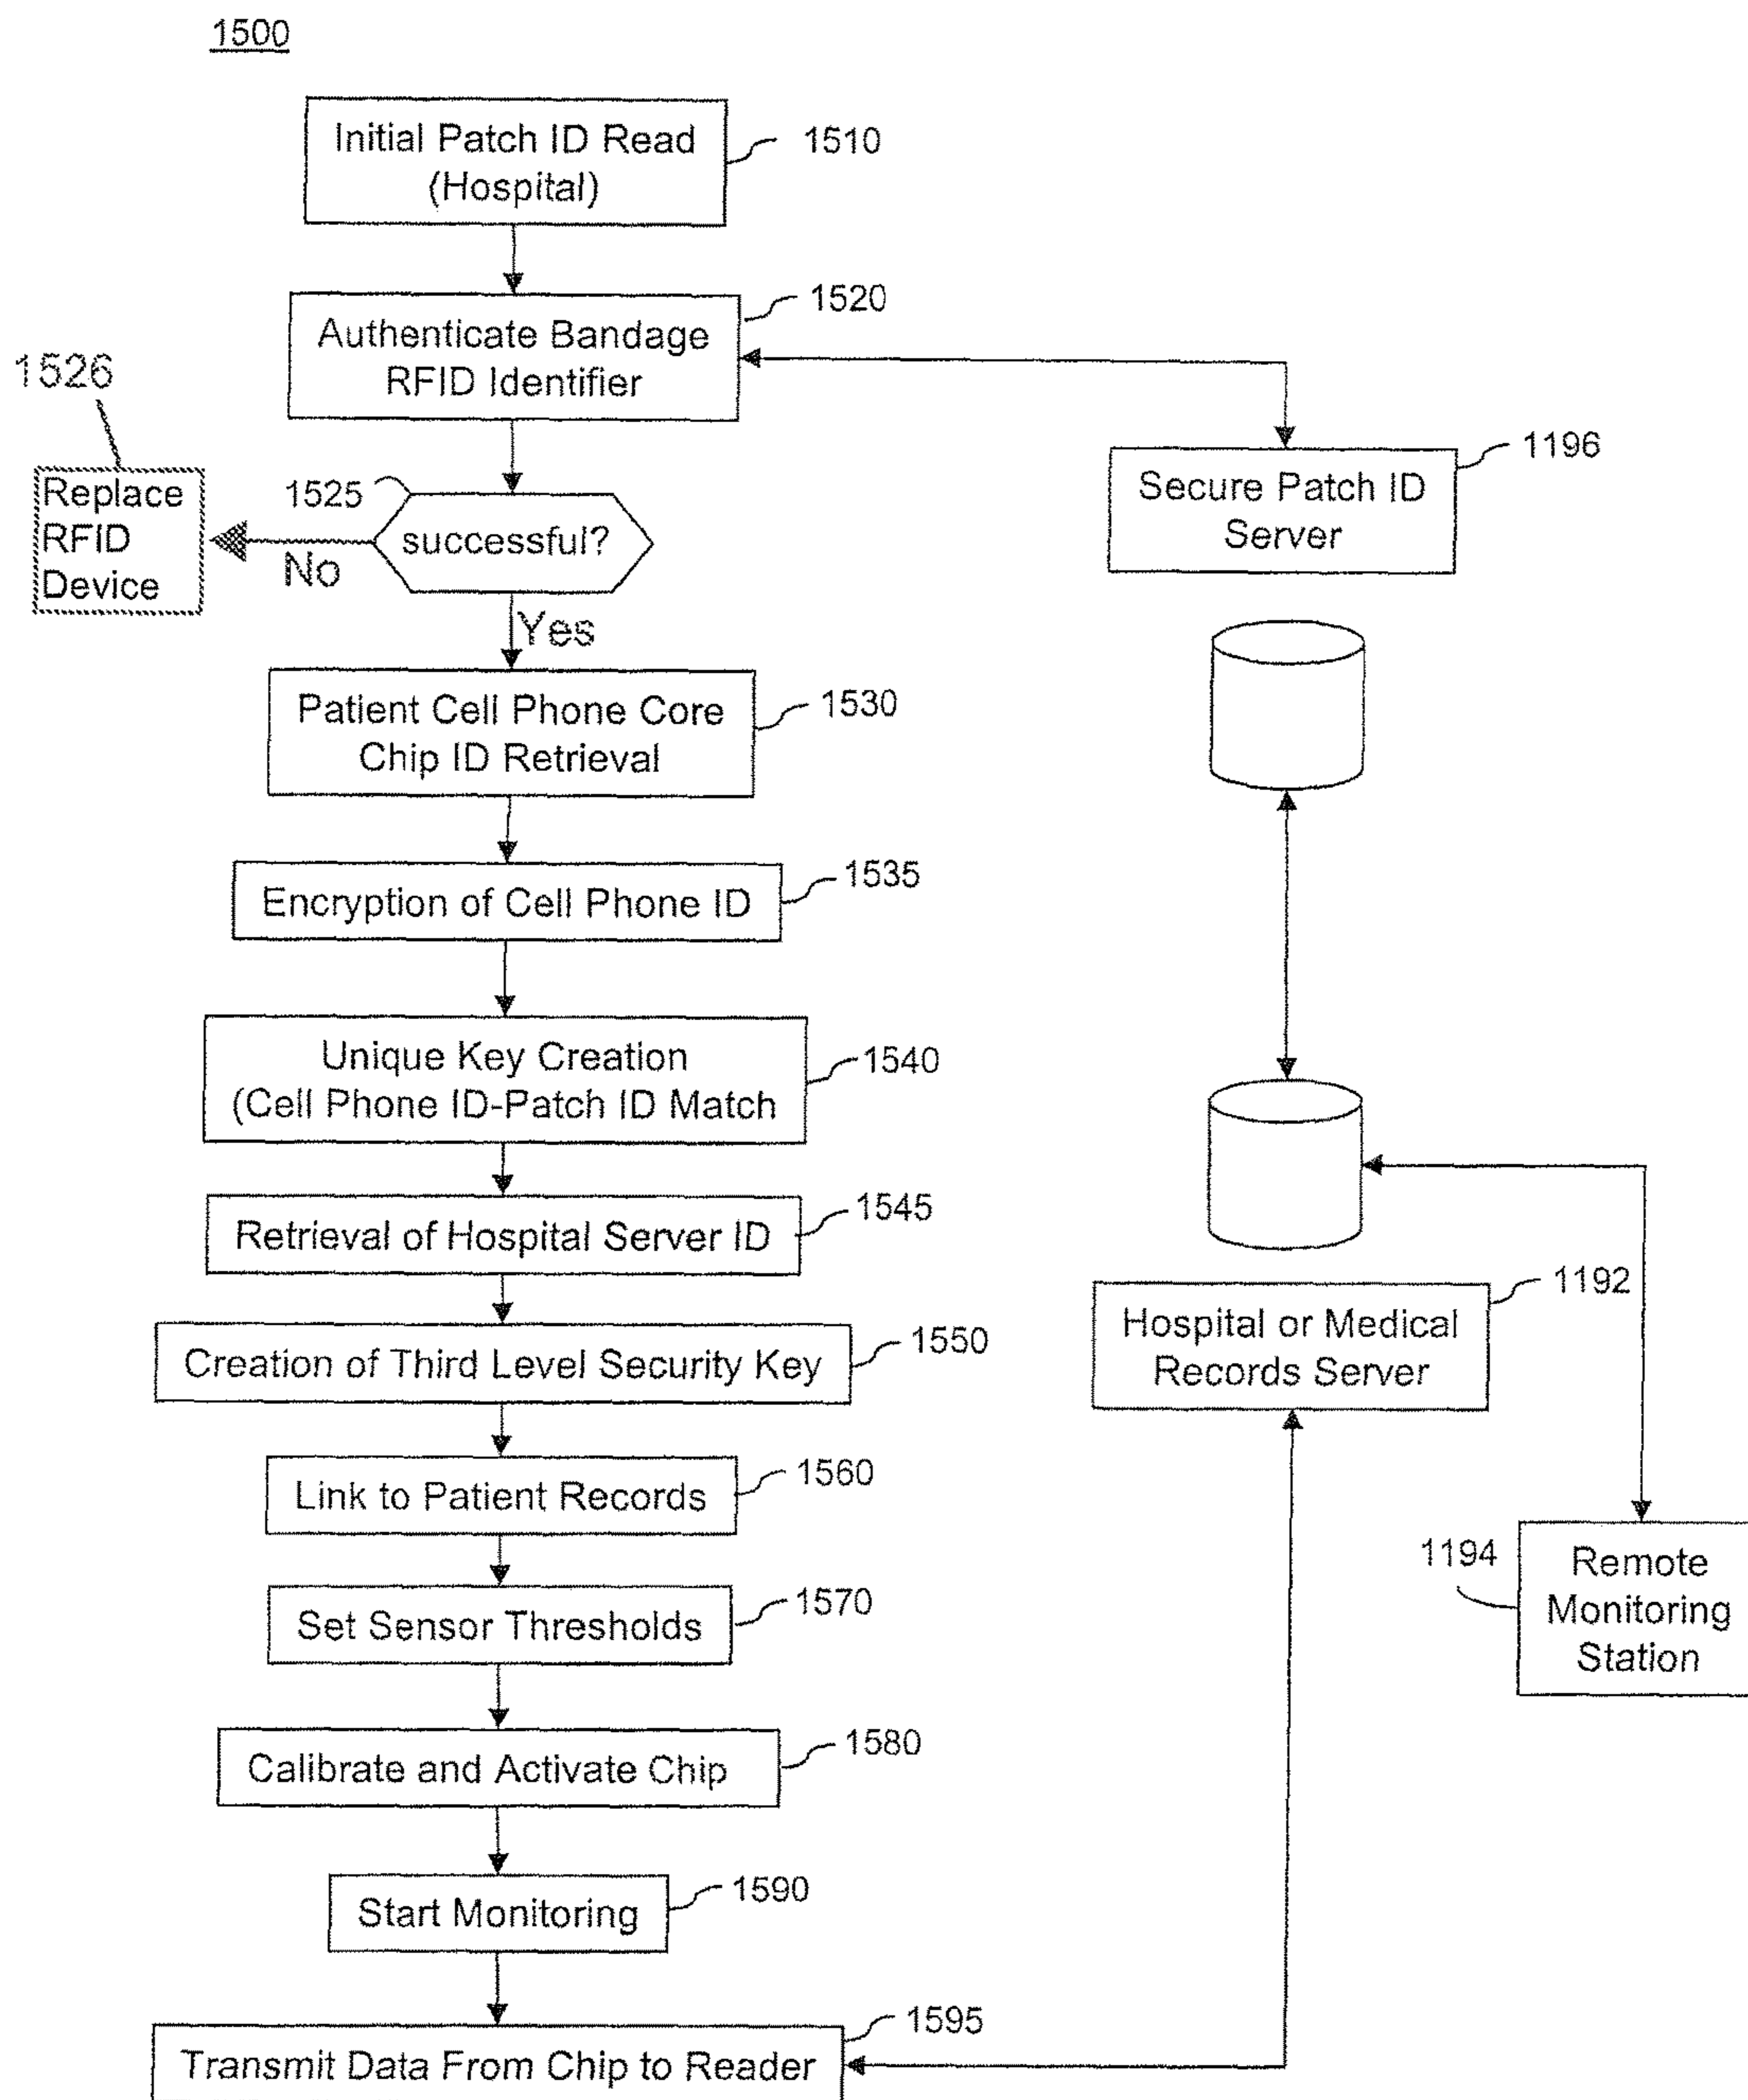 1500
Initial Patch ID Read
(Hospital)
1510
Authenticate Bandage
RFID Identifier
1520
1526
Replace
RFID
Device
No
1525
successful?
Yes
Secure Patch ID
Server
1196
Patient Cell Phone Core
Chip ID Retrieval
1530
Encryption of Cell Phone ID
1535
Unique Key Creation
(Cell Phone ID-Patch ID Match
1540
Retrieval of Hospital Server ID
1545
Creation of Third Level Security Key
1550
Hospital or Medical
Records Server
1192
Link to Patient Records
1560
Set Sensor Thresholds
1570
1194
Remote
Monitoring
Station
Calibrate and Activate Chip
1580
Start Monitoring
1590
Transmit Data From Chip to Reader
1595